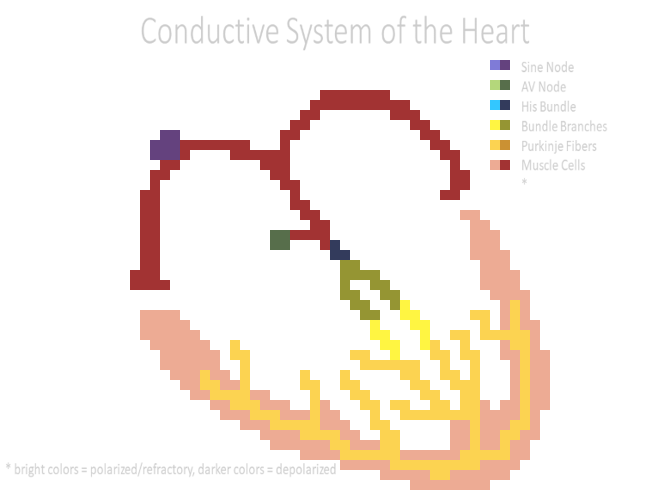 Conductive System of the Heart
Sine Node
AV Node
His Bundle
Bundle Branches
Purkinje Fibers
Muscle Cells
*
* bright colors = polarized/refractory, darker colors = depolarized